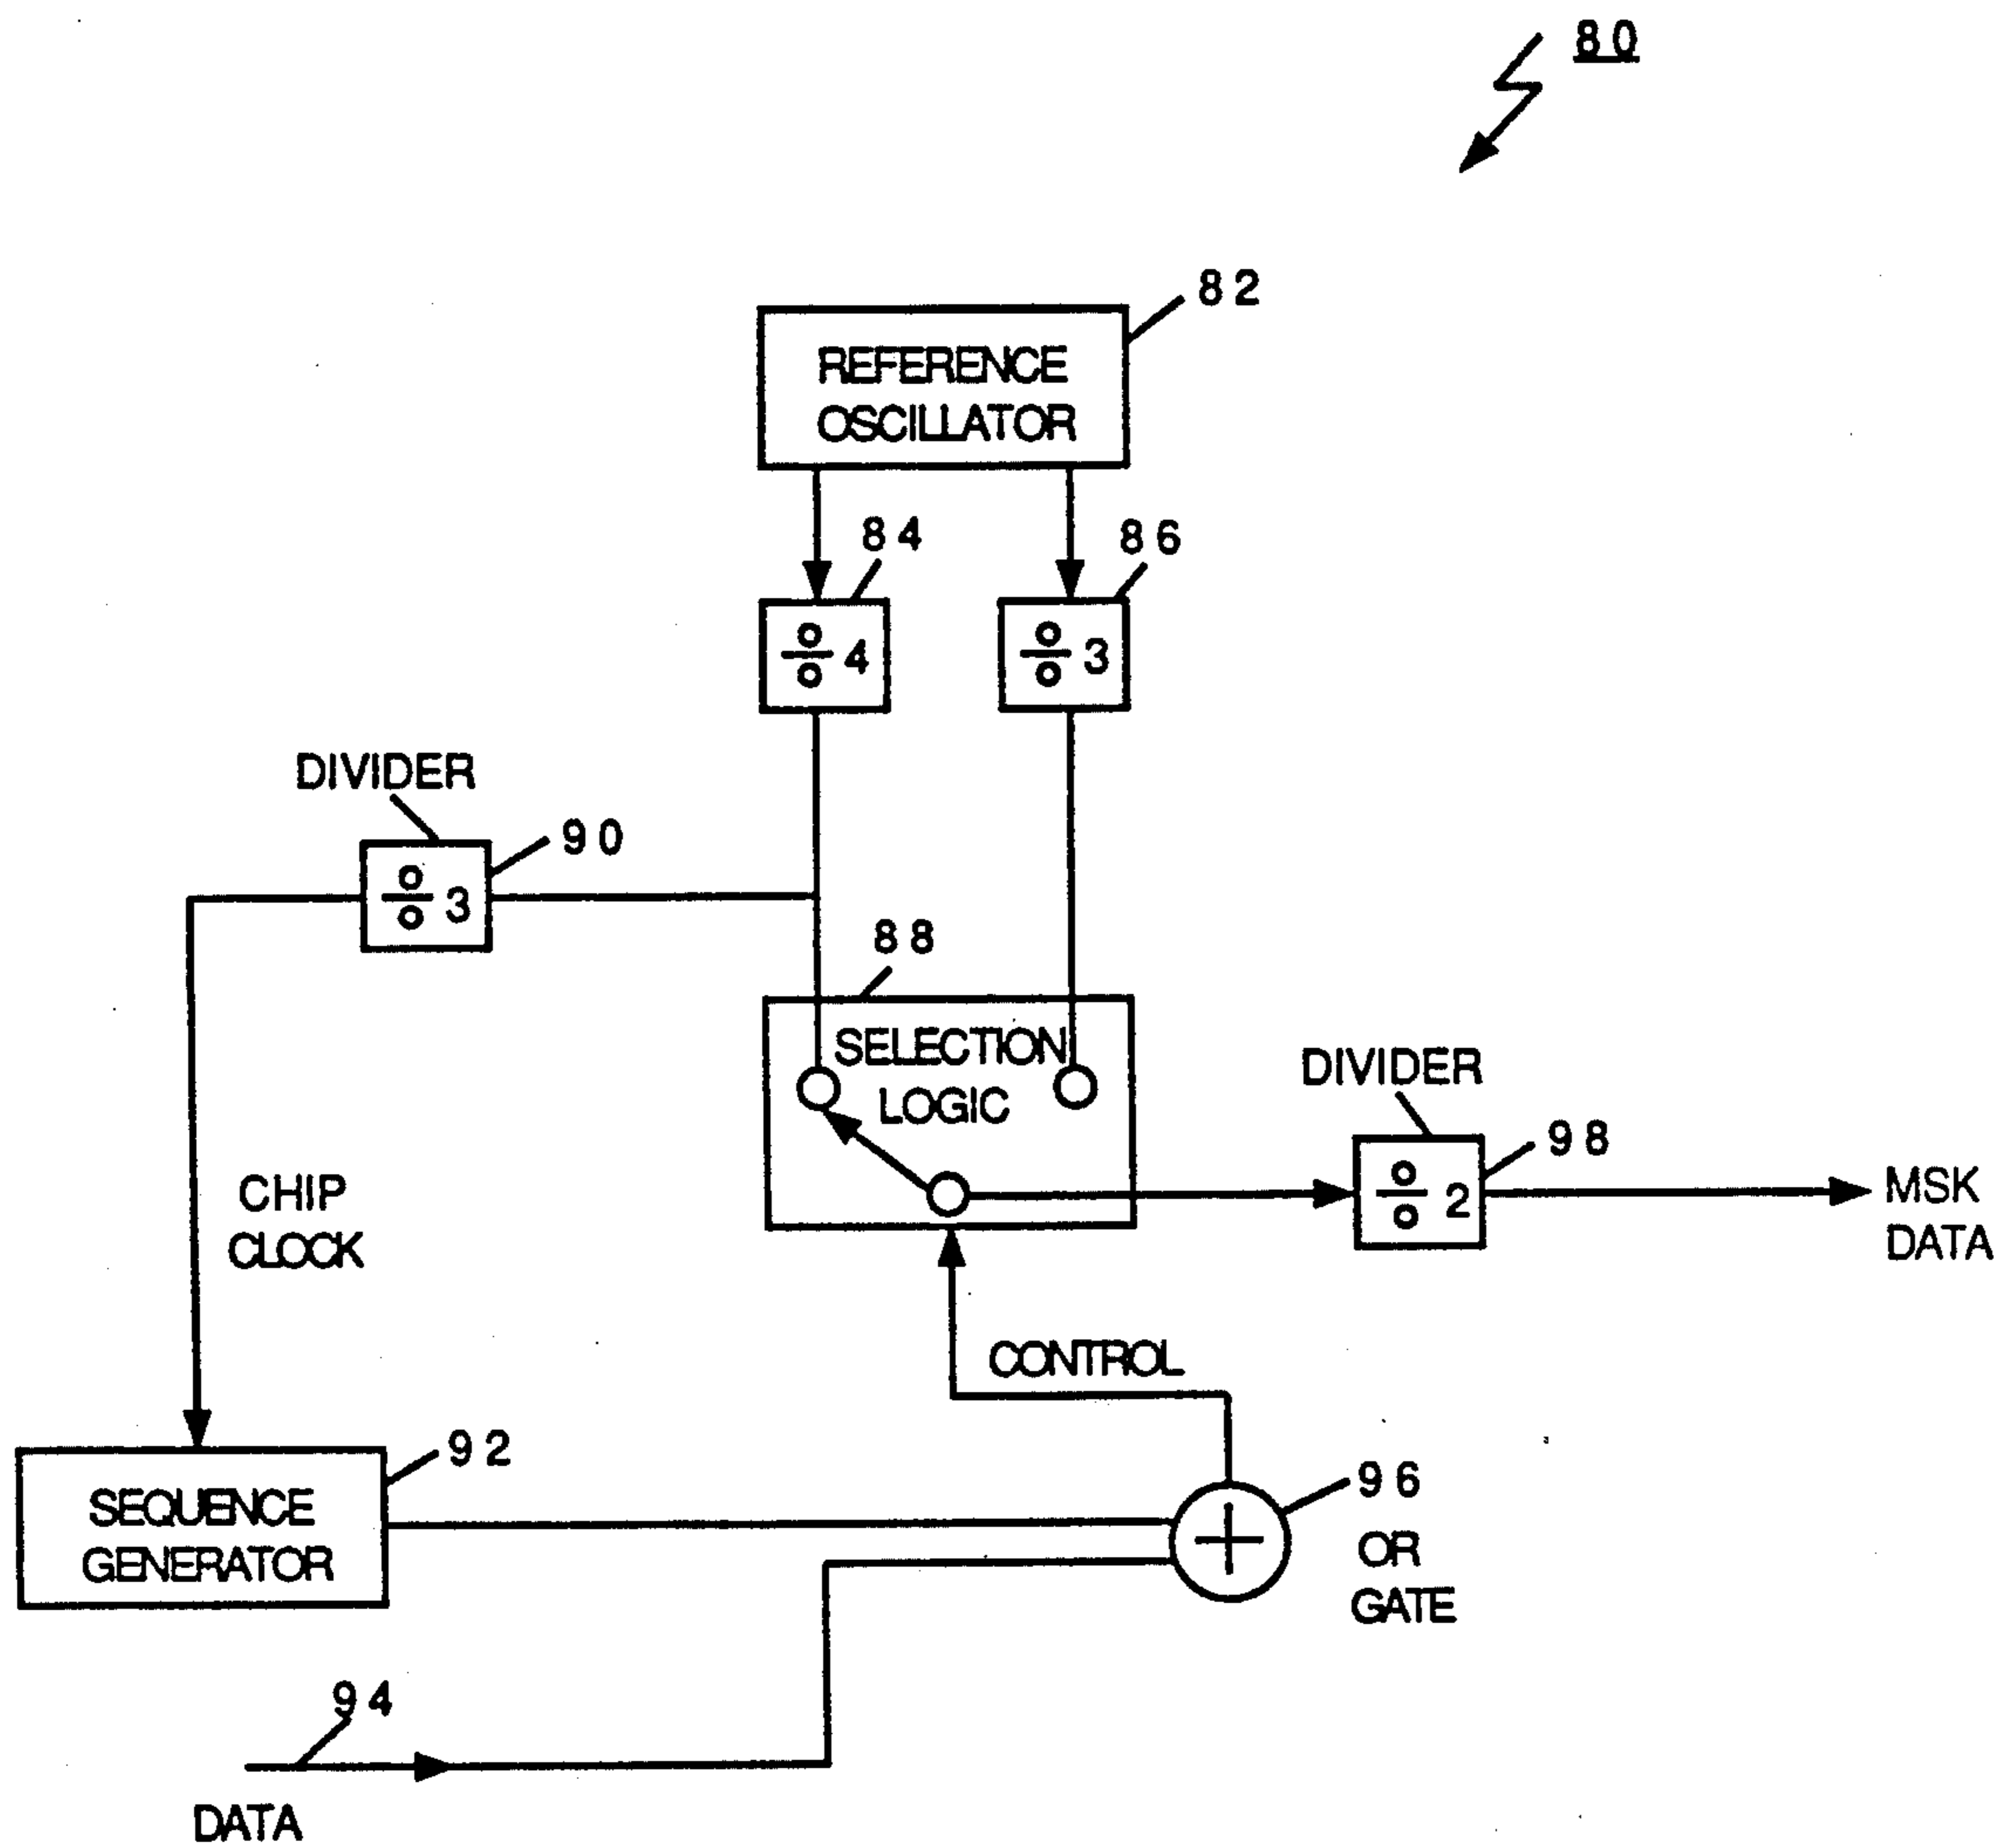 80
82
REFERENCE
OSCILLATOR
84
86
÷ 4
÷ 3
DIVIDER
90
÷ 3
88
SELECTION
LOGIC
DIVIDER
98
÷ 2
MSK
DATA
CHIP
CLOCK
CONTROL
92
SEQUENCE
GENERATOR
96
+
OR
GATE
94
DATA